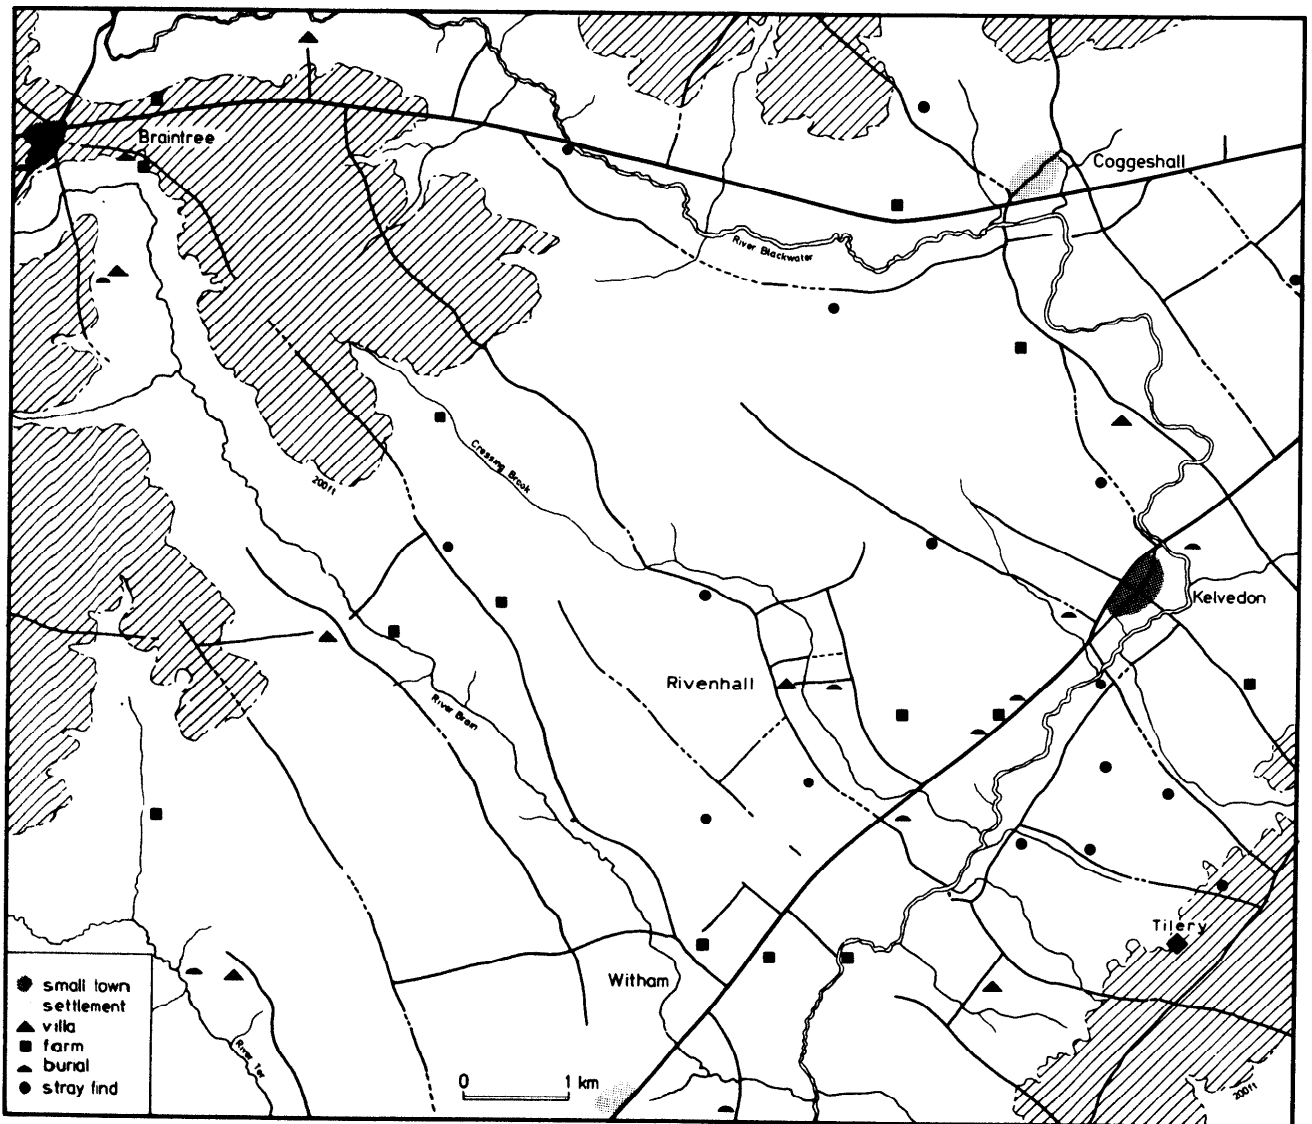 Braintree
Coggeshall
River Blackwater
Cressing Brook
200ft
Kelvedon
Rivenhall
River Brain
Tilery
Witham
small town
settlement
villa
farm
burial
stray find
River Ter
0 1 km
200ft